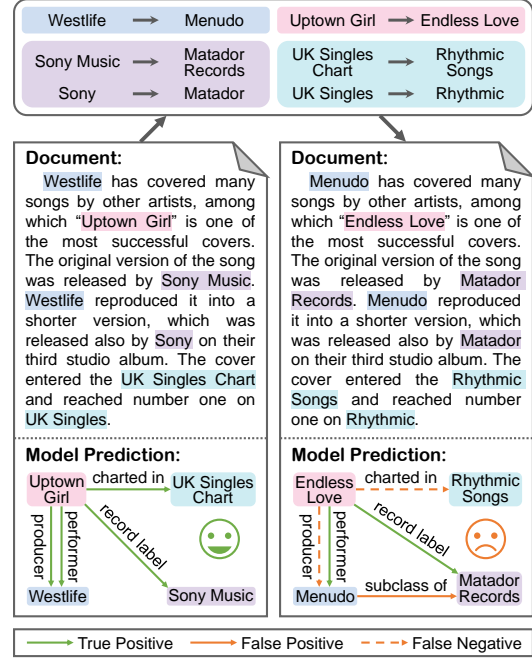 Westlife Menudo Uptown Girl Endless Love
Sony Music Matador Records UK Singles Chart Rhythmic Songs
Sony Matador UK Singles Rhythmic
Document:
Westlife has covered many
songs by other artists, among
which “Uptown Girl” is one of
the most successful covers.
The original version of the song
was released by Sony Music.
Westlife reproduced it into a
shorter version, which was
released also by Sony on their
third studio album. The cover
entered the UK Singles Chart
and reached number one on
UK Singles.
Model Prediction:
Uptown Girl
charted in
UK Singles Chart
producer
performer
record label
Westlife
Sony Music
Document:
Menudo has covered many
songs by other artists, among
which “Endless Love” is one of
the most successful covers.
The original version of the song
was released by Matador
Records. Menudo reproduced
it into a shorter version, which
was released also by Matador
on their third studio album. The
cover entered the Rhythmic
Songs and reached number
one on Rhythmic.
Model Prediction:
Endless Love
charted in
Rhythmic Songs
producer
performer
record label
Menudo
subclass of
Matador Records
True Positive False Positive False Negative